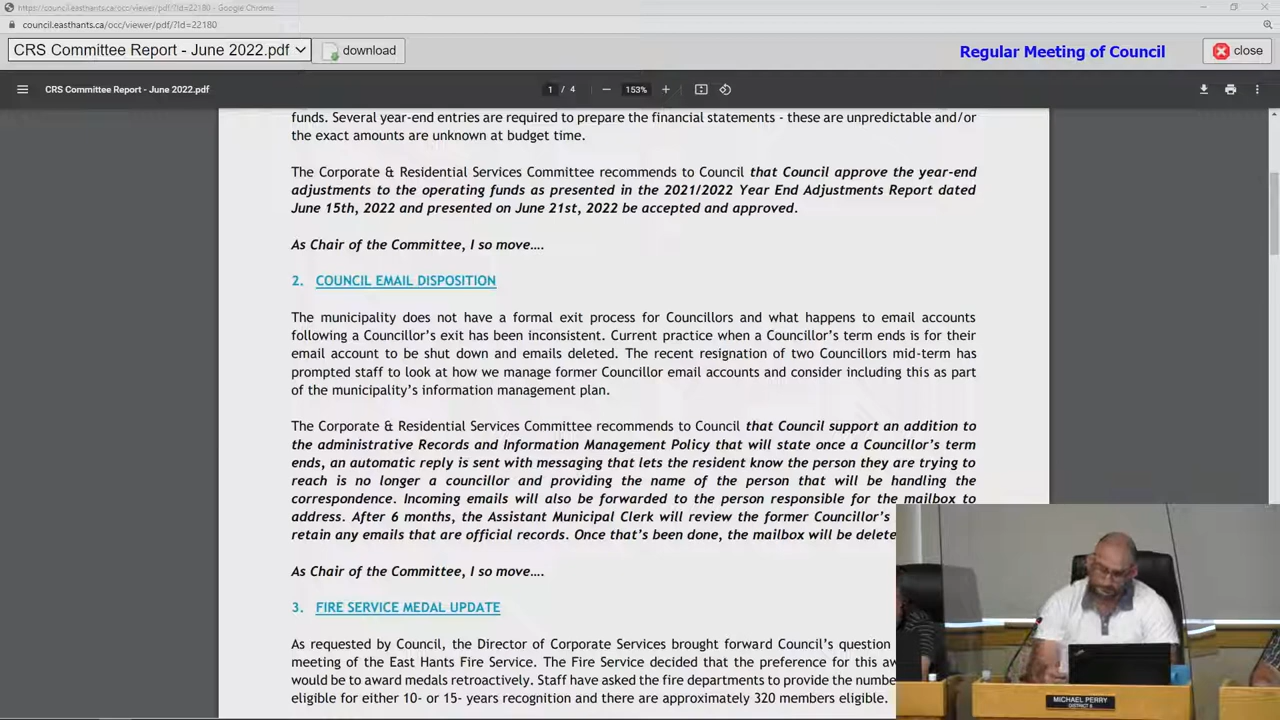 https://council.easthants.ca/occ/viewer/pdf/?id=22180 - Google Chrome
council.easthants.ca/occ/viewer/pdf/?id=22180
CRS Committee Report - June 2022.pdf
download
Regular Meeting of Council
close
CRS Committee Report - June 2022.pdf
1 / 4
153%
funds. Several year-end entries are required to prepare the financial statements - these are unpredictable and/or
the exact amounts are unknown at budget time.
The Corporate & Residential Services Committee recommends to Council that Council approve the year-end
adjustments to the operating funds as presented in the 2021/2022 Year End Adjustments Report dated
June 15th, 2022 and presented on June 21st, 2022 be accepted and approved.
As Chair of the Committee, I so move....
2. COUNCIL EMAIL DISPOSITION
The municipality does not have a formal exit process for Councillors and what happens to email accounts
following a Councillor's exit has been inconsistent. Current practice when a Councillor's term ends is for their
email account to be shut down and emails deleted. The recent resignation of two Councillors mid-term has
prompted staff to look at how we manage former Councillor email accounts and consider including this as part
of the municipality's information management plan.
The Corporate & Residential Services Committee recommends to Council that Council support an addition to
the administrative Records and Information Management Policy that will state once a Councillor's term
ends, an automatic reply is sent with messaging that lets the resident know the person they are trying to
reach is no longer a councillor and providing the name of the person that will be handling the
correspondence. Incoming emails will also be forwarded to the person responsible for the mailbox to
address. After 6 months, the Assistant Municipal Clerk will review the former Councillor's
retain any emails that are official records. Once that's been done, the mailbox will be delete
As Chair of the Committee, I so move....
3. FIRE SERVICE MEDAL UPDATE
As requested by Council, the Director of Corporate Services brought forward Council's question
meeting of the East Hants Fire Service. The Fire Service decided that the preference for this aw
would be to award medals retroactively. Staff have asked the fire departments to provide the numbe
eligible for either 10- or 15- years recognition and there are approximately 320 members eligible.
MICHAEL PERRY